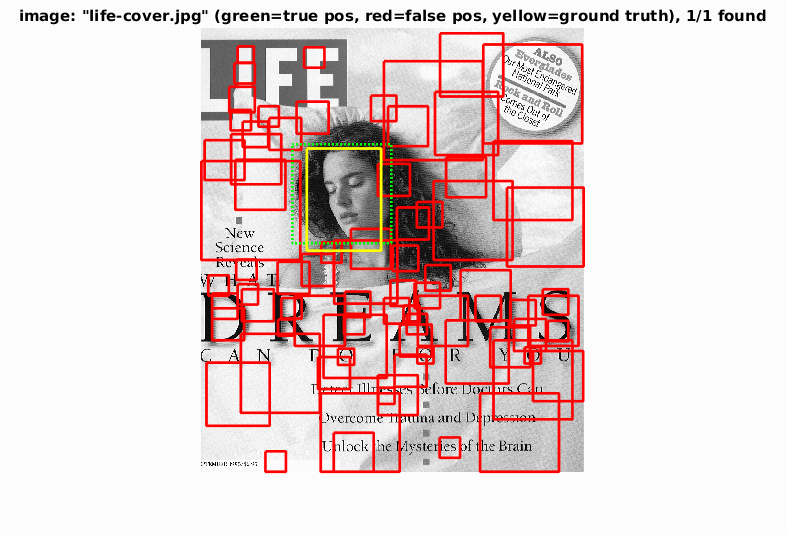 image: "life-cover.jpg" (green=true pos, red=false pos, yellow=ground truth), 1/1 found
LIFE
ALSO
Everglades
Our Most Endangered
National Park
Rock and Roll
Comes Out of
the Closet
New
Science
Reveals
WHAT
DREAMS
CAN DO FOR YOU
Detect Illnesses Before Doctors Can
Overcome Trauma and Depression
Unlock the Mysteries of the Brain